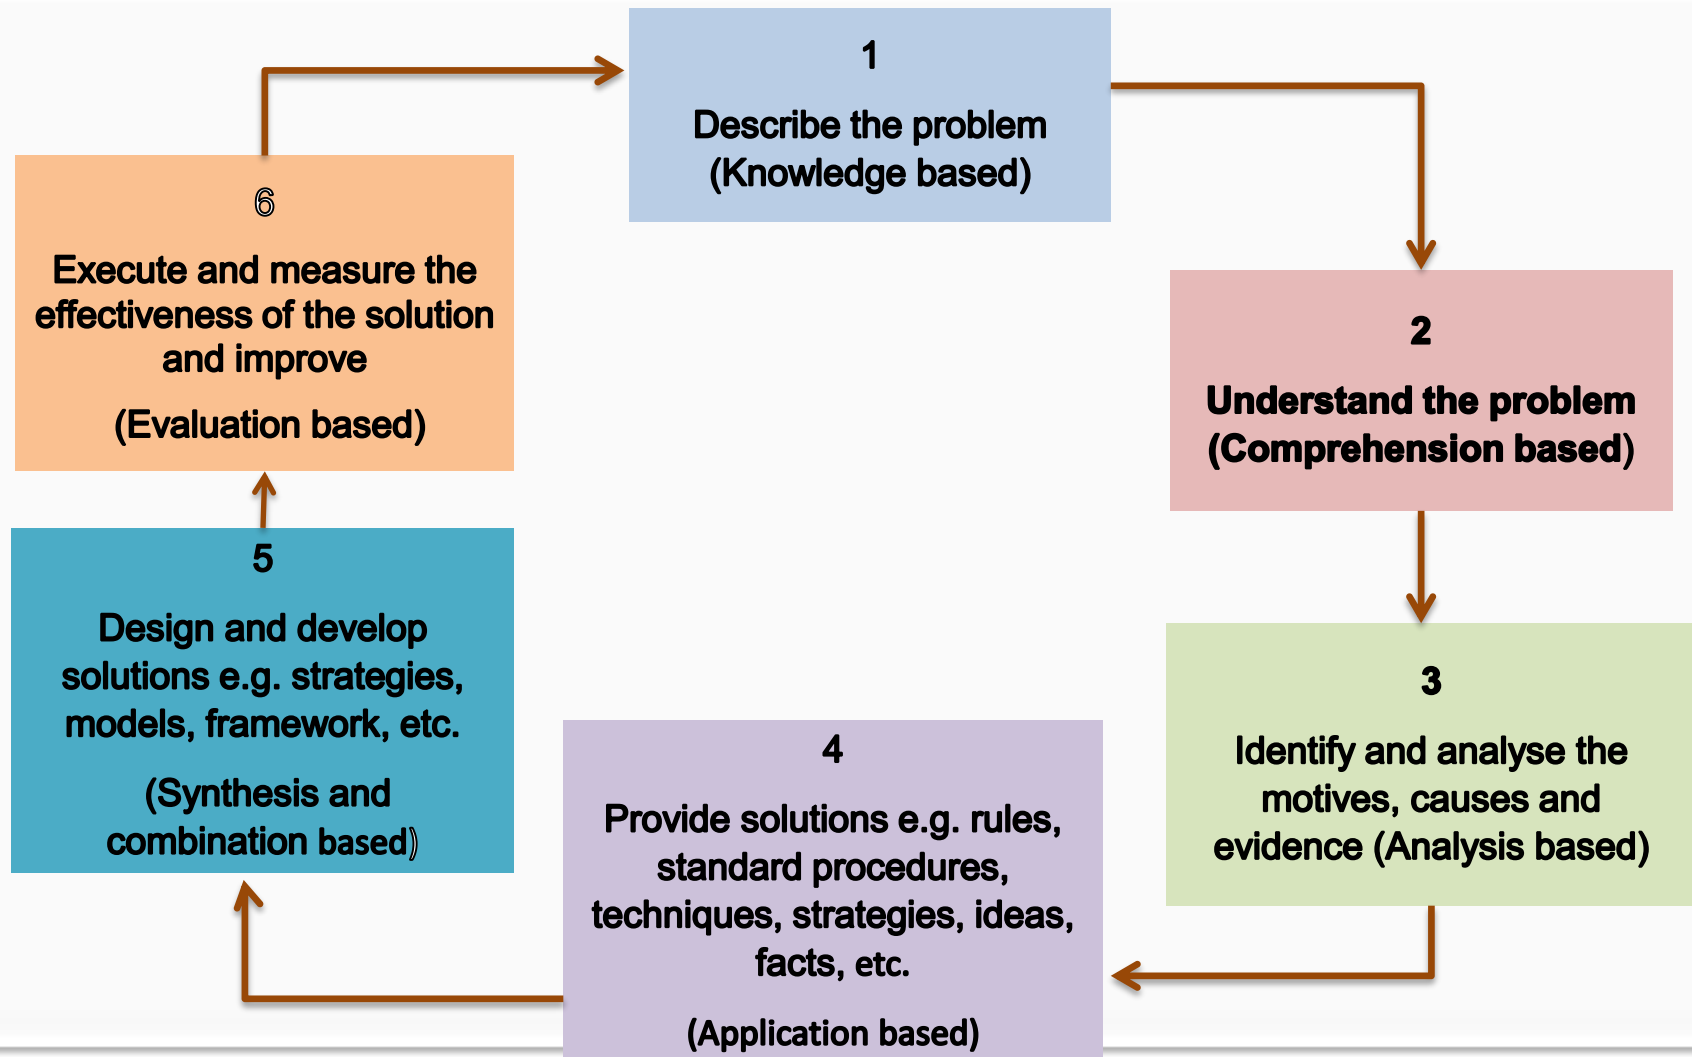 1
Describe the problem
(Knowledge based)
2
Understand the problem
(Comprehension based)
3
Identify and analyse the
motives, causes and
evidence (Analysis based)
4
Provide solutions e.g. rules,
standard procedures,
techniques, strategies, ideas,
facts, etc.
(Application based)
5
Design and develop
solutions e.g. strategies,
models, framework, etc.
(Synthesis and
combination based)
6
Execute and measure the
effectiveness of the solution
and improve
(Evaluation based)